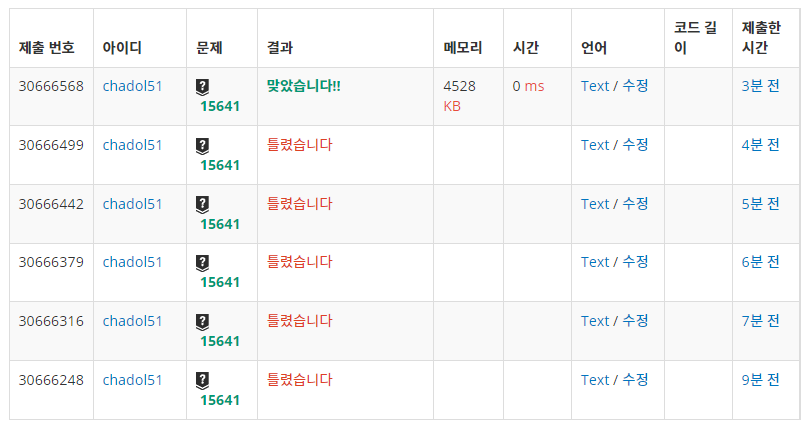 제출 번호 아이디 문제 결과 메모리 시간 언어 코드 길이 제출한 시간
30666568 chadol51 ? 15641 맞았습니다!! 4528 KB 0 ms Text / 수정 3분 전
30666499 chadol51 ? 15641 틀렸습니다 Text / 수정 4분 전
30666442 chadol51 ? 15641 틀렸습니다 Text / 수정 5분 전
30666379 chadol51 ? 15641 틀렸습니다 Text / 수정 6분 전
30666316 chadol51 ? 15641 틀렸습니다 Text / 수정 7분 전
30666248 chadol51 ? 15641 틀렸습니다 Text / 수정 9분 전